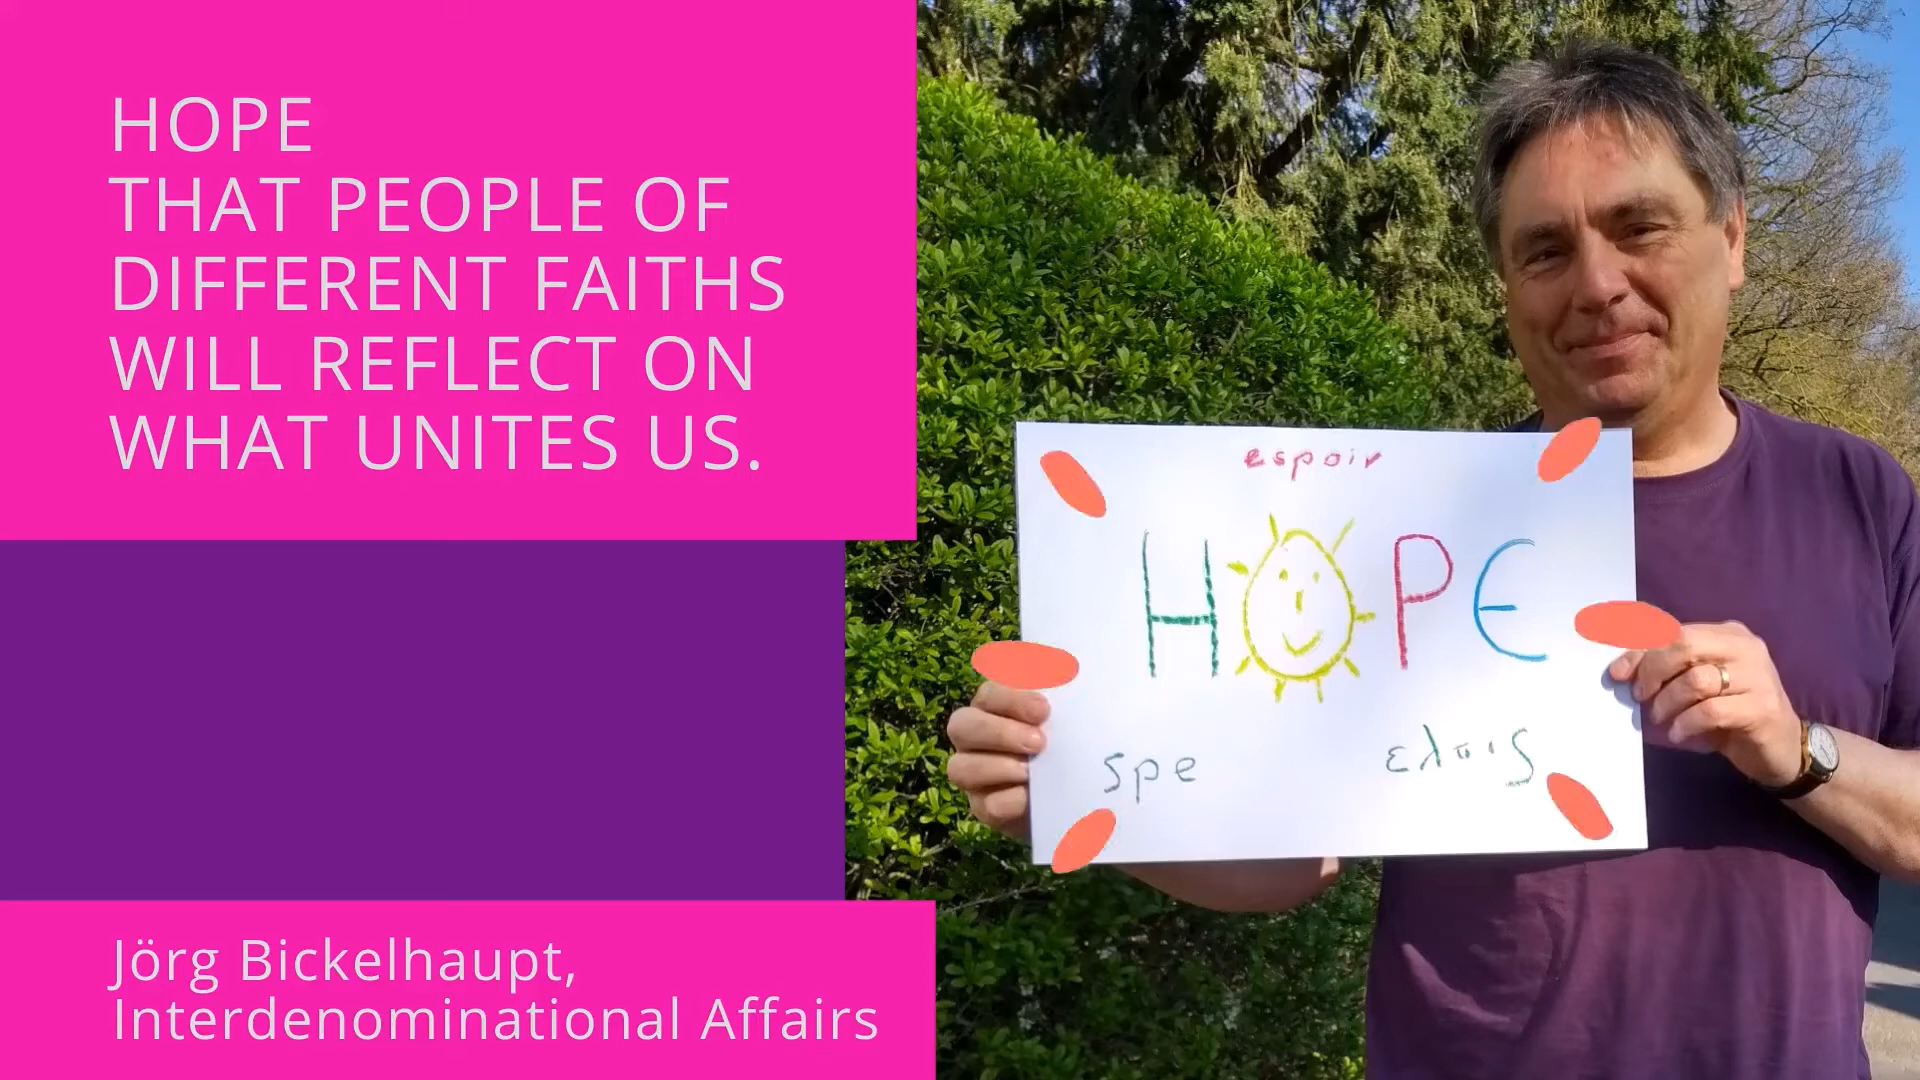 HOPE
THAT PEOPLE OF
DIFFERENT FAITHS
WILL REFLECT ON
WHAT UNITES US.
Jörg Bickelhaupt,
Interdenominational Affairs
espoir
HOPE
spe
ελπις